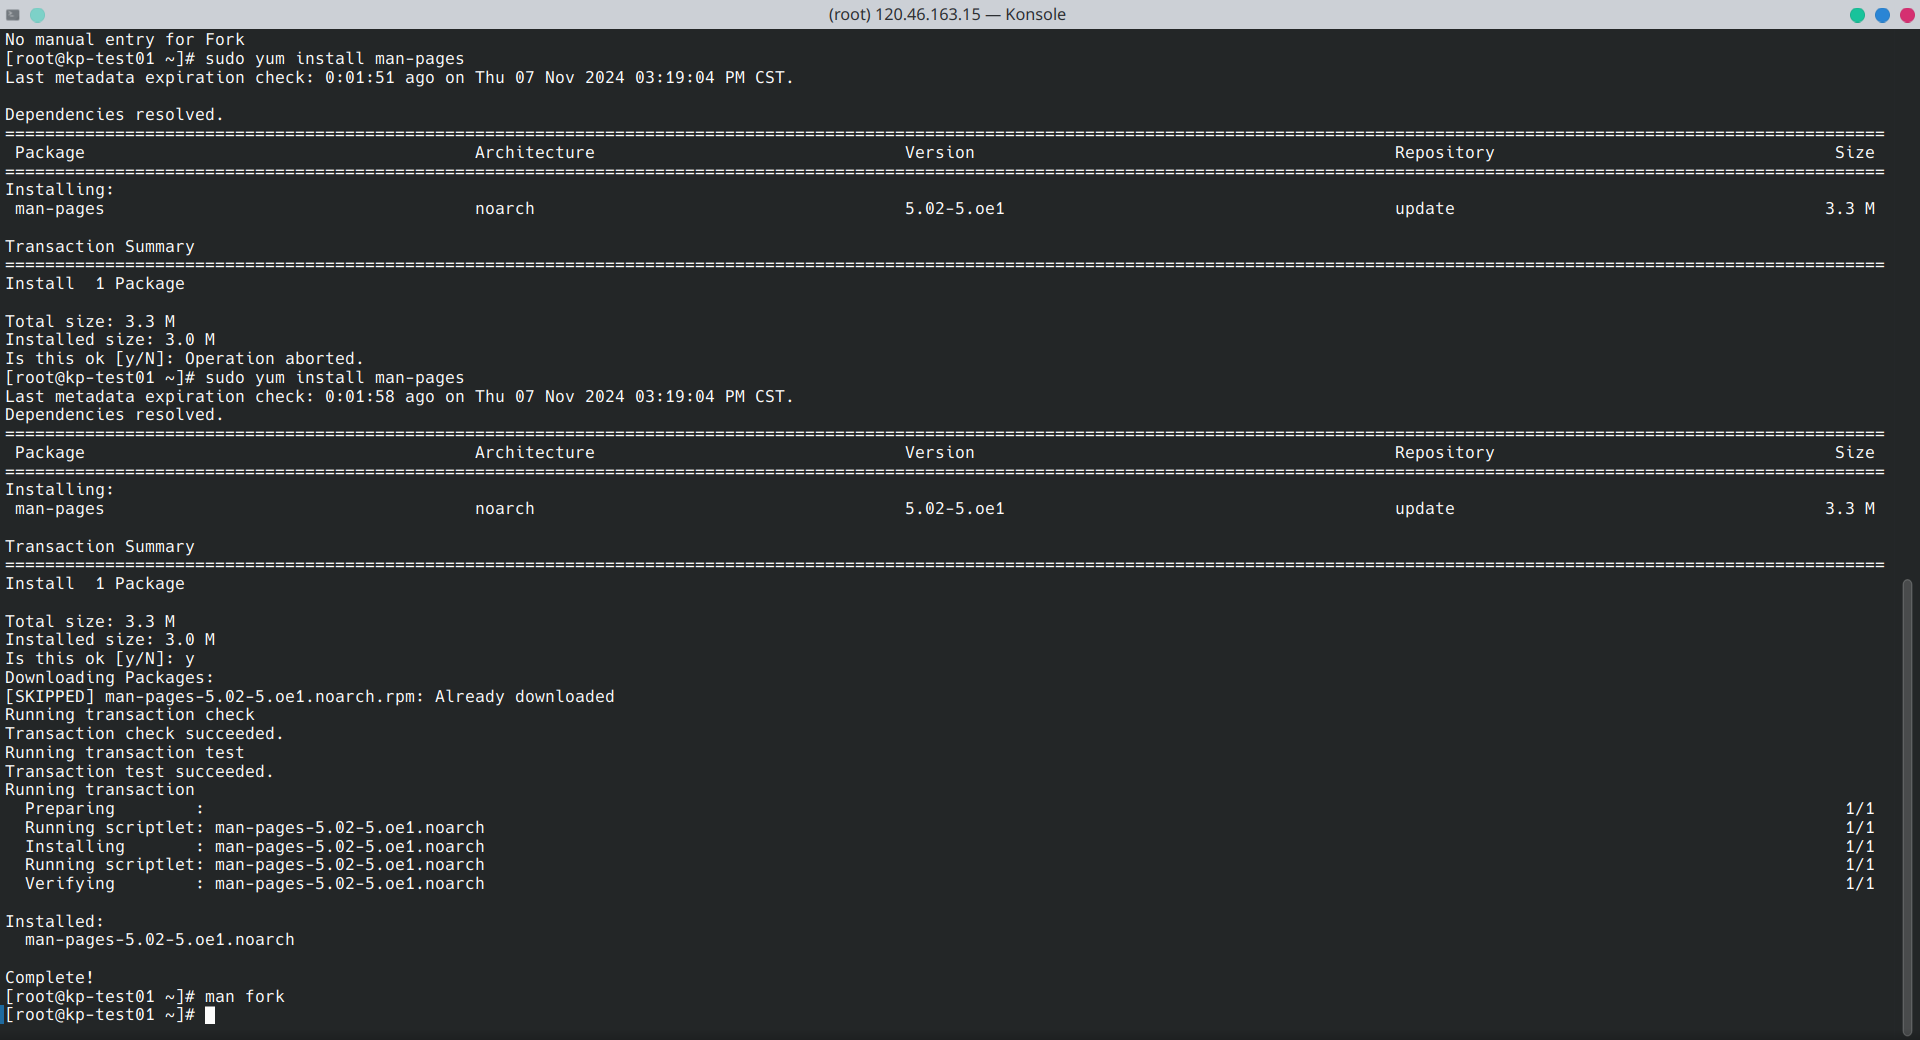 (root) 120.46.163.15 — Konsole
No manual entry for Fork
[root@kp-test01 ~]# sudo yum install man-pages
Last metadata expiration check: 0:01:51 ago on Thu 07 Nov 2024 03:19:04 PM CST.
Dependencies resolved.
================================================================================
Package Architecture Version Repository Size
================================================================================
Installing:
man-pages noarch 5.02-5.oe1 update 3.3 M
Transaction Summary
================================================================================
Install  1 Package
Total size: 3.3 M
Installed size: 3.0 M
Is this ok [y/N]: Operation aborted.
[root@kp-test01 ~]# sudo yum install man-pages
Last metadata expiration check: 0:01:58 ago on Thu 07 Nov 2024 03:19:04 PM CST.
Dependencies resolved.
================================================================================
Package Architecture Version Repository Size
================================================================================
Installing:
man-pages noarch 5.02-5.oe1 update 3.3 M
Transaction Summary
================================================================================
Install  1 Package
Total size: 3.3 M
Installed size: 3.0 M
Is this ok [y/N]: y
Downloading Packages:
[SKIPPED] man-pages-5.02-5.oe1.noarch.rpm: Already downloaded
Running transaction check
Transaction check succeeded.
Running transaction test
Transaction test succeeded.
Running transaction
Preparing        : 1/1
Running scriptlet: man-pages-5.02-5.oe1.noarch 1/1
Installing       : man-pages-5.02-5.oe1.noarch 1/1
Running scriptlet: man-pages-5.02-5.oe1.noarch 1/1
Verifying        : man-pages-5.02-5.oe1.noarch 1/1
Installed:
man-pages-5.02-5.oe1.noarch
Complete!
[root@kp-test01 ~]# man fork
[root@kp-test01 ~]#